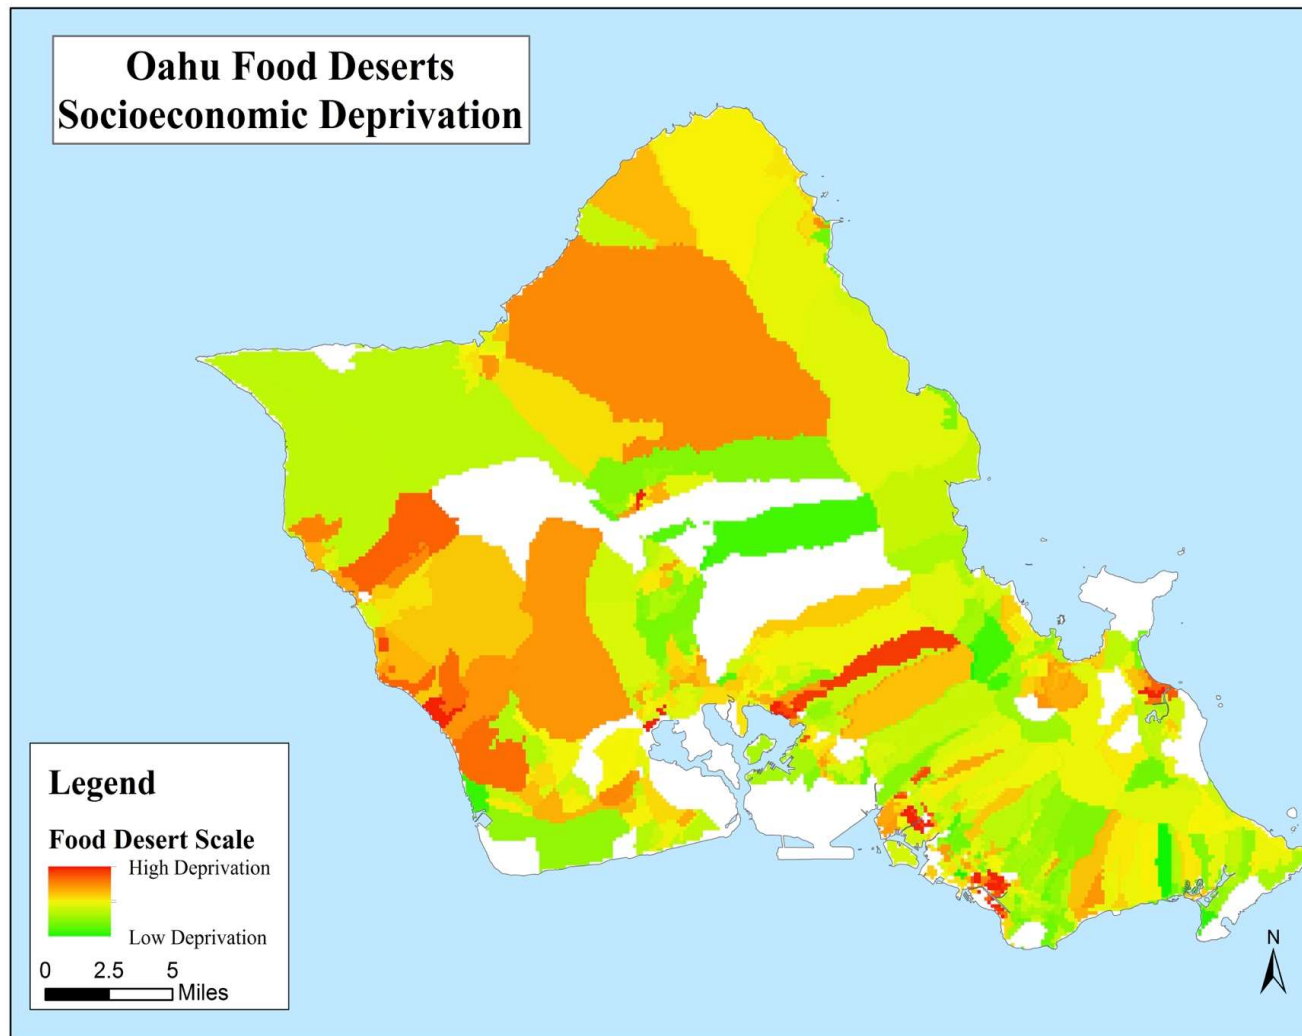 Oahu Food Deserts
Socioeconomic Deprivation
Legend
Food Desert Scale
High Deprivation
Low Deprivation
0 2.5 5
Miles
N